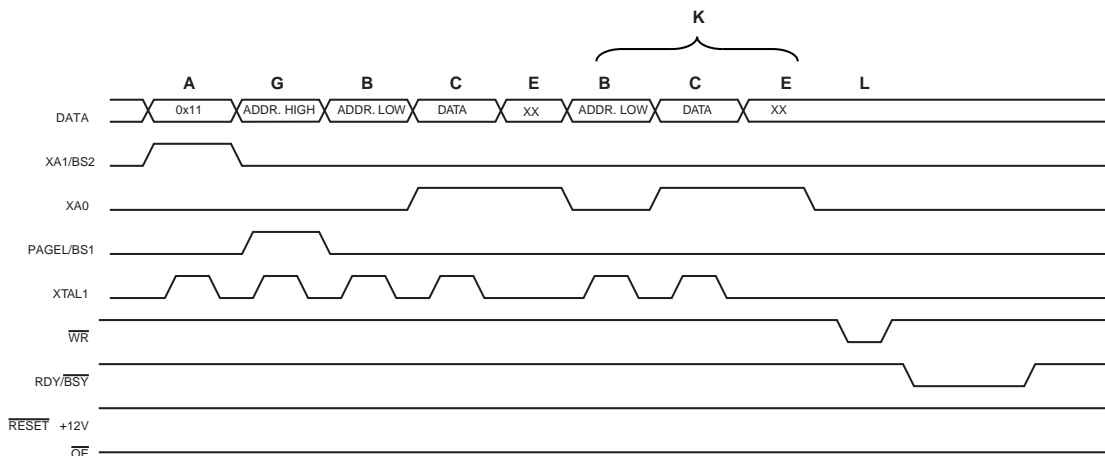 K
A G B C E B C E L
DATA 0x11 ADDR. HIGH ADDR. LOW DATA XX ADDR. LOW DATA XX
XA1/BS2
XA0
PAGEL/BS1
XTAL1
WR
RDY/BSY
RESET +12V
OE